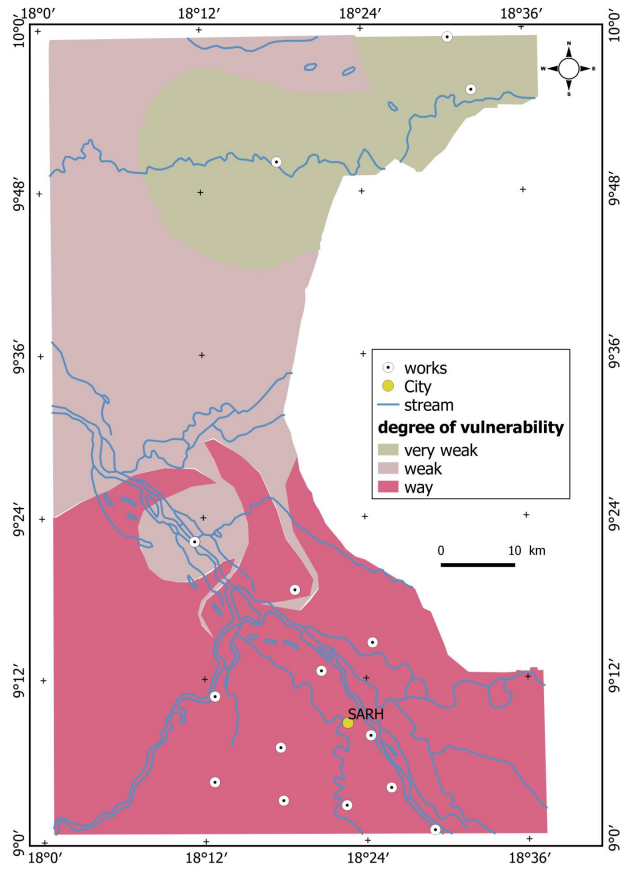 18°0′ 18°12′ 18°24′ 18°36′
10°0′ 10°0′
N
W E
S
9°48′ 9°48′
9°36′ 9°36′
works
City
stream
degree of vulnerability
very weak
weak
way
9°24′ 9°24′
0 10 km
9°12′ 9°12′
SARH
9°0′ 9°0′
18°0′ 18°12′ 18°24′ 18°36′